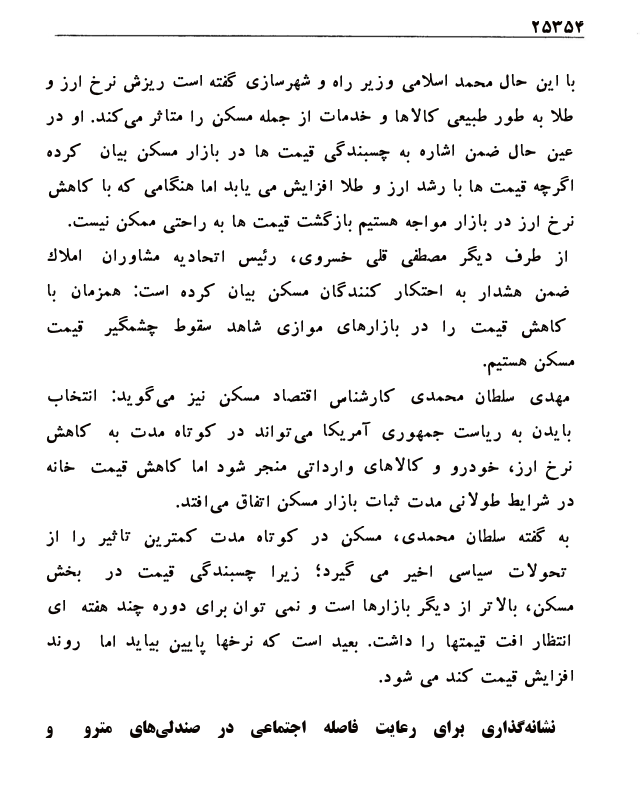 ۲۵۳۵۴
با این حال محمد اسلامی وزیر راه و شهرسازی گفته است ریزش نرخ ارز و
طلا به طور طبیعی کالاها و خدمات از جمله مسکن را متاثر می‌کند. او در
عین حال ضمن اشاره به چسبندگی قیمت ها در بازار مسکن بیان کرده
اگرچه قیمت ها با رشد ارز و طلا افزایش می یابد اما هنگامی که با کاهش
نرخ ارز در بازار مواجه هستیم بازگشت قیمت ها به راحتی ممکن نیست.
از طرف دیگر مصطفی قلی خسروی، رئیس اتحادیه مشاوران املاک
ضمن هشدار به احتکار کنندگان مسکن بیان کرده است: همزمان با
کاهش قیمت را در بازارهای موازی شاهد سقوط چشمگیر قیمت
مسکن هستیم.
مهدی سلطان محمدی کارشناس اقتصاد مسکن نیز می‌گوید: انتخاب
بایدن به ریاست جمهوری آمریکا می‌تواند در کوتاه مدت به کاهش
نرخ ارز، خودرو و کالاهای وارداتی منجر شود اما کاهش قیمت خانه
در شرایط طولانی مدت ثبات بازار مسکن اتفاق می‌افتد.
به گفته سلطان محمدی، مسکن در کوتاه مدت کمترین تاثیر را از
تحولات سیاسی اخیر می گیرد؛ زیرا چسبندگی قیمت در بخش
مسکن، بالاتر از دیگر بازارها است و نمی توان برای دوره چند هفته ای
انتظار افت قیمتها را داشت. بعید است که نرخها پایین بیاید اما روند
افزایش قیمت کند می شود.
نشانه‌گذاری برای رعایت فاصله اجتماعی در صندلی‌های مترو و